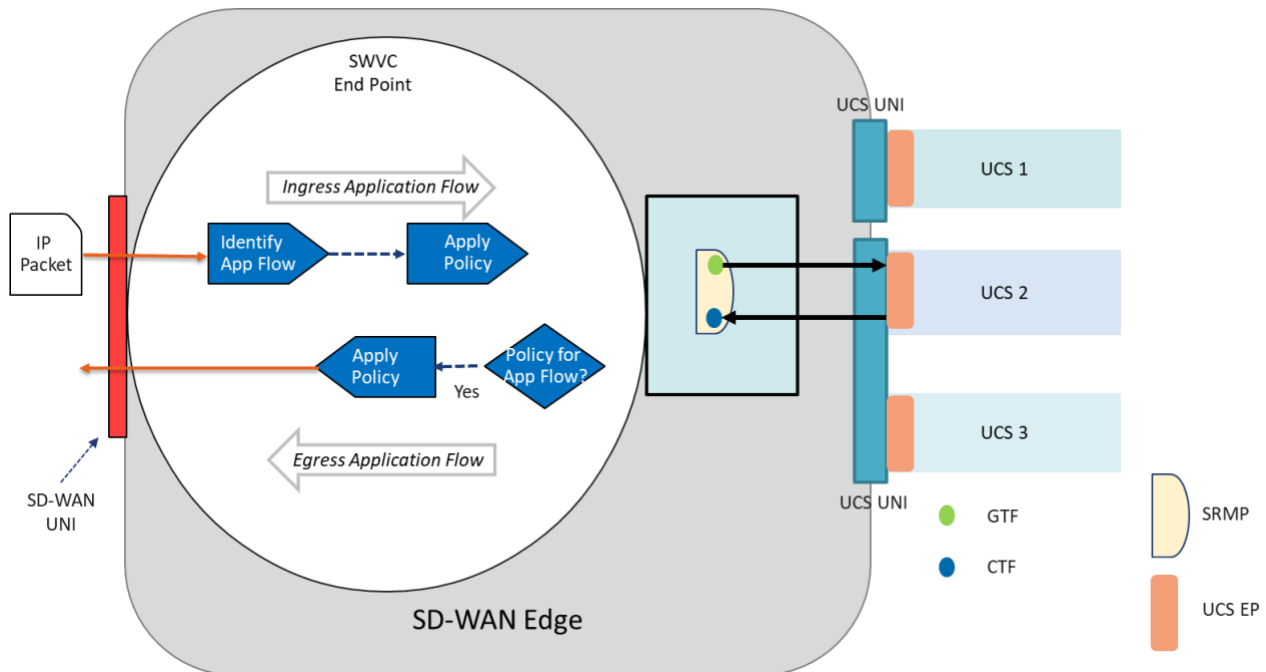 SWVC
End Point
UCS UNI
Ingress Application Flow
UCS 1
IP
Packet
Identify
App Flow
Apply
Policy
UCS 2
Apply
Policy
Yes
Policy for
App Flow?
UCS 3
Egress Application Flow
SD-WAN
UNI
UCS UNI
GTF
CTF
SRMP
UCS EP
SD-WAN Edge